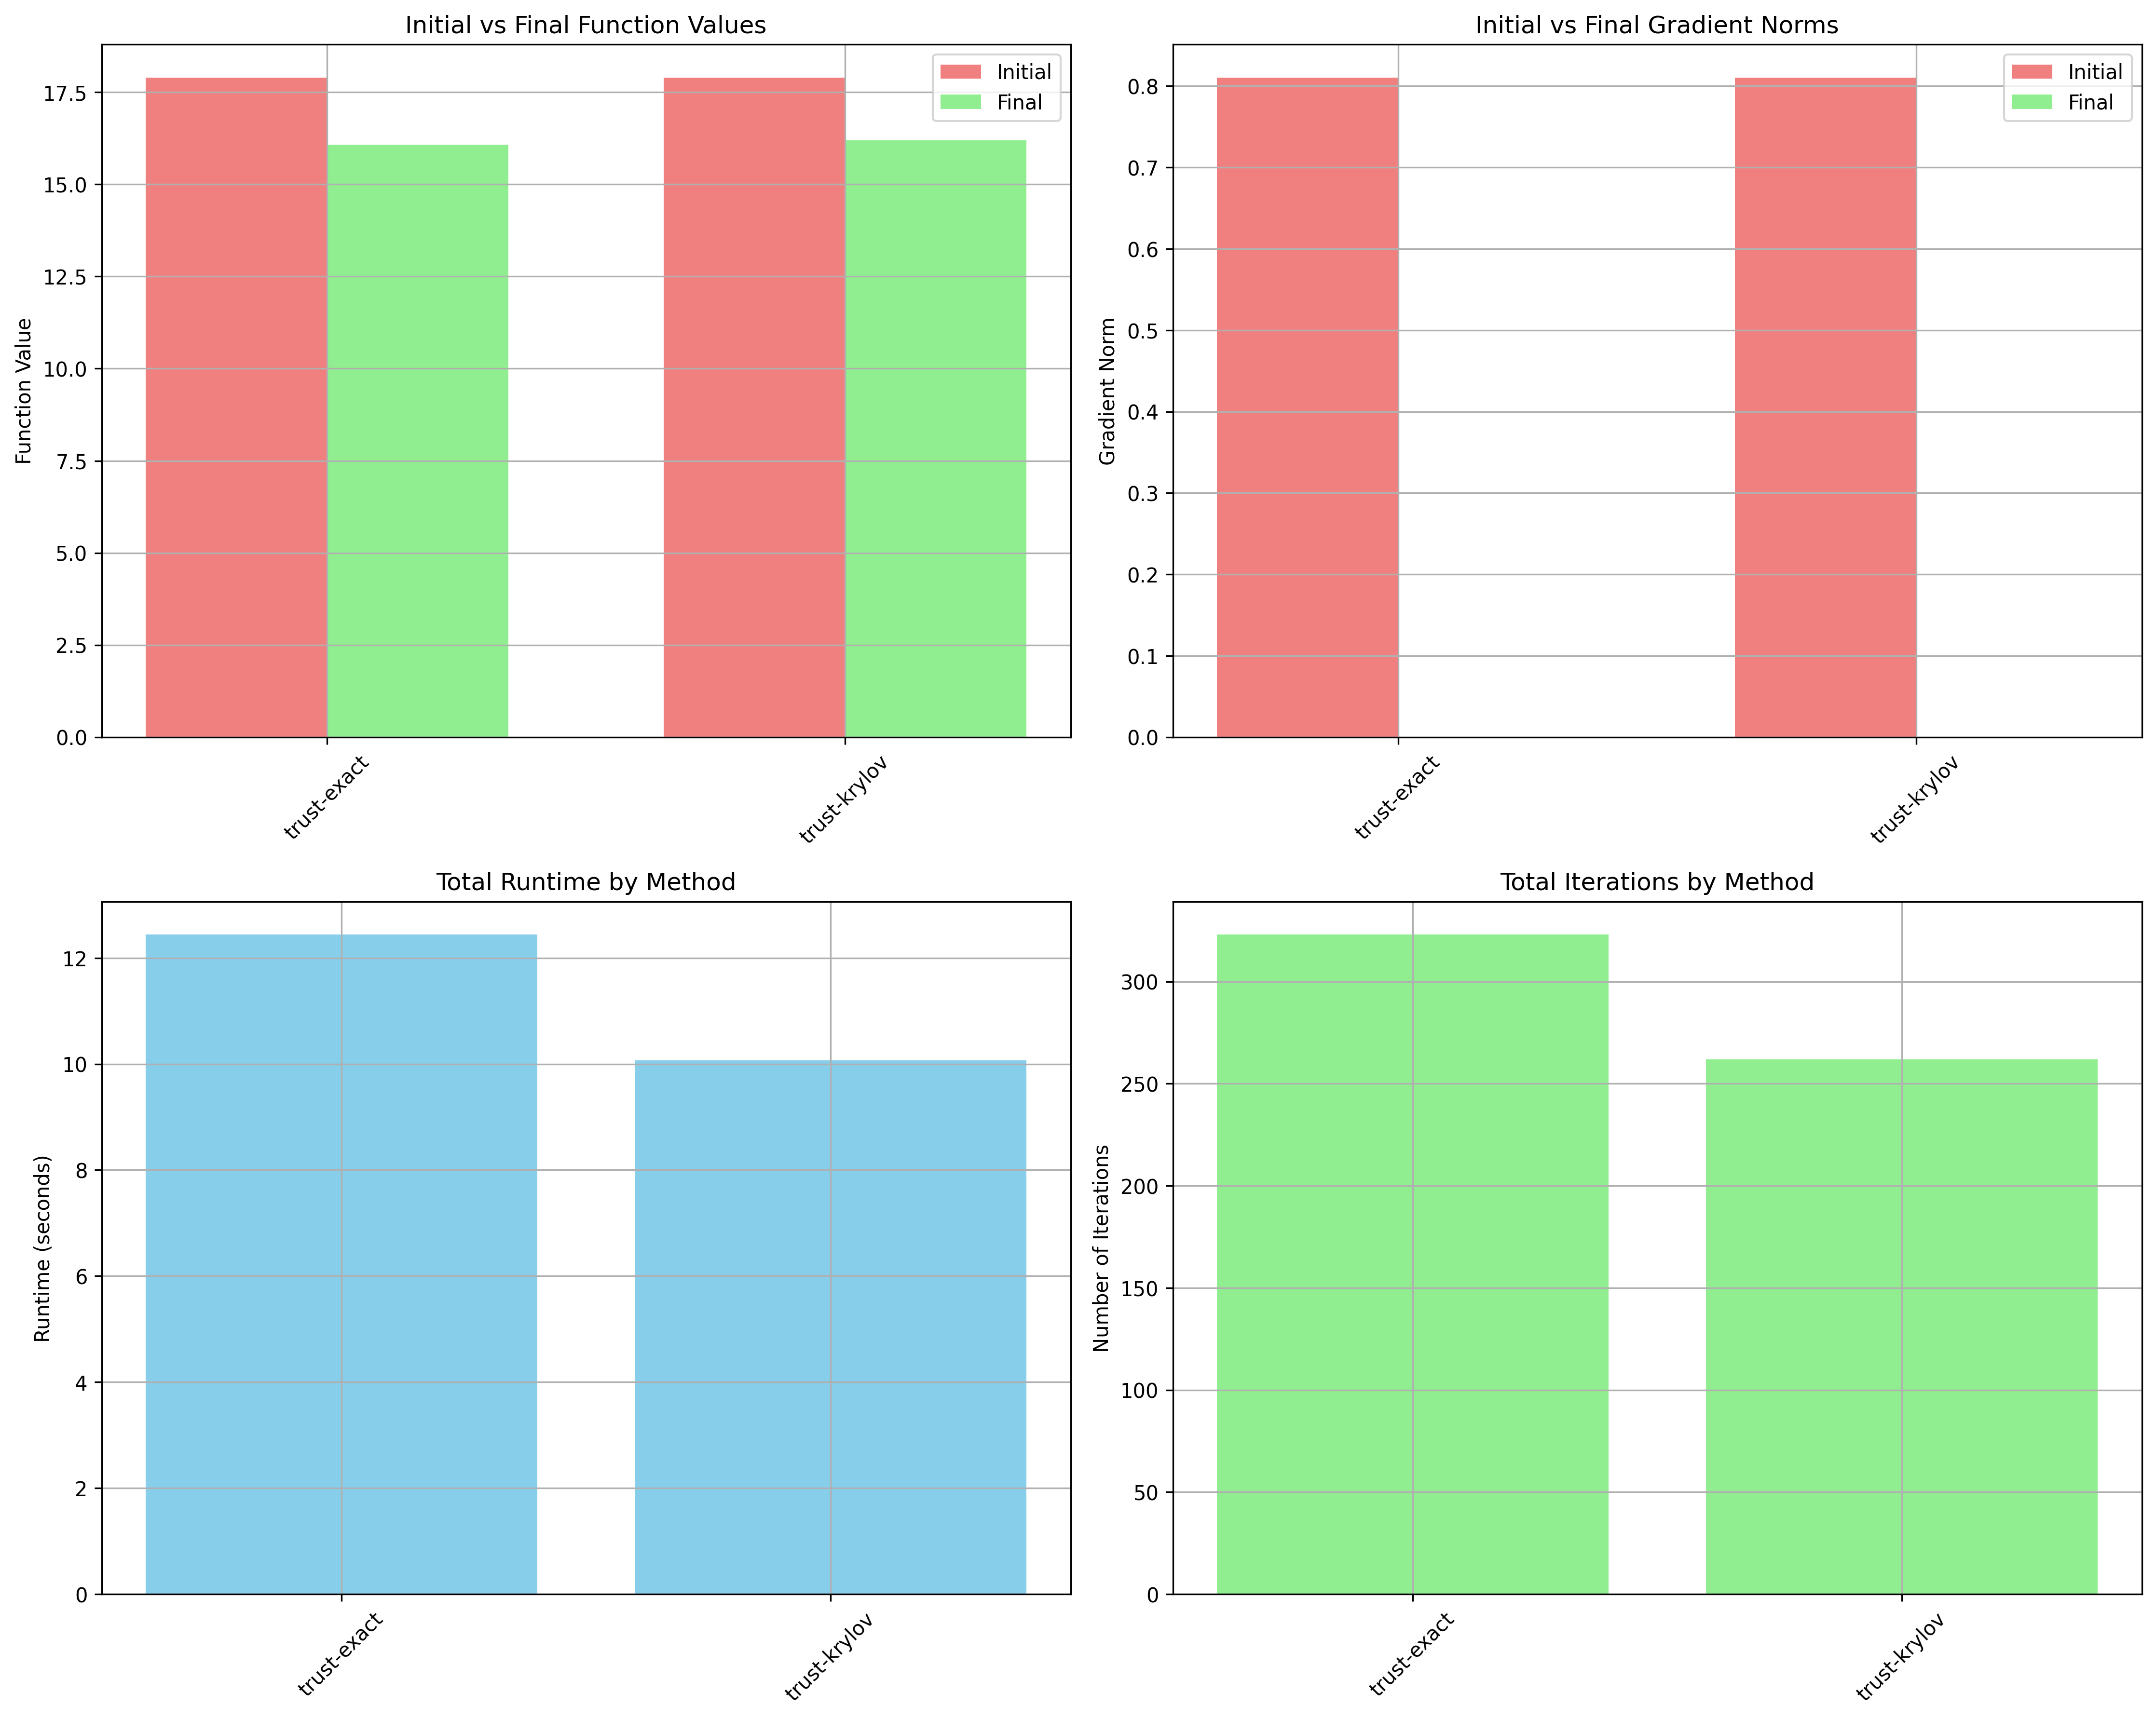 Initial vs Final Function Values
Function Value
17.5
15.0
12.5
10.0
7.5
5.0
2.5
0.0
Initial
Final
trust-exact
trust-krylov
Initial vs Final Gradient Norms
Gradient Norm
0.8
0.7
0.6
0.5
0.4
0.3
0.2
0.1
0.0
Initial
Final
trust-exact
trust-krylov
Total Runtime by Method
Runtime (seconds)
12
10
8
6
4
2
0
trust-exact
trust-krylov
Total Iterations by Method
Number of Iterations
300
250
200
150
100
50
0
trust-exact
trust-krylov